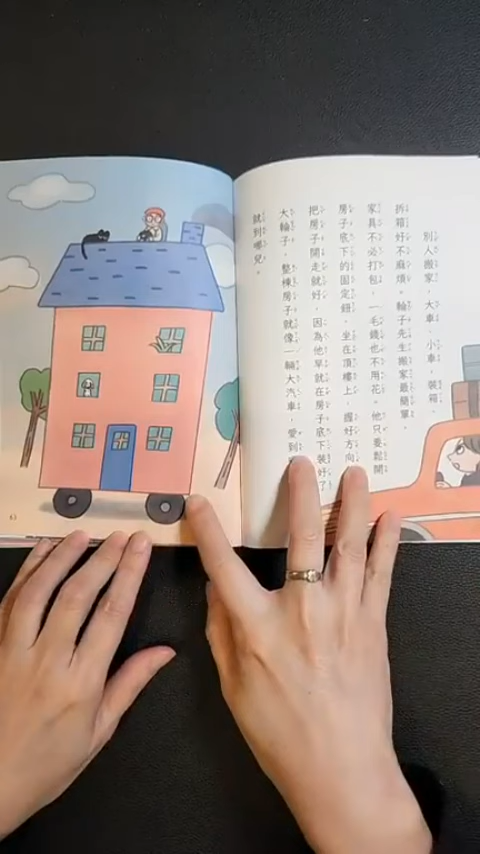 別人搬家，大車、小車，裝箱、
拆箱好不麻煩。輪子先生搬家最簡單，
家具不必打包，一毛錢也不用花。他只要鬆開
房子底下的固定鈕，坐在頂樓上，握好方向
把房子開走就好，因為他早就在房子底下裝好了
大輪子，整棟房子就像一輛大汽車，愛到
就到哪兒。